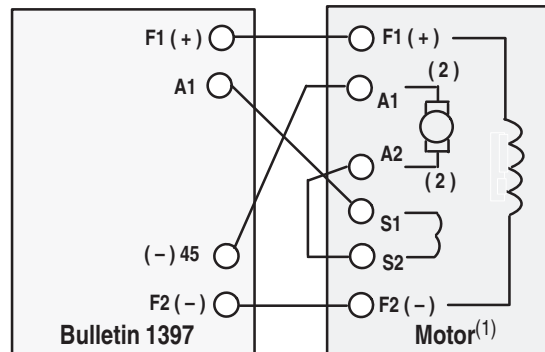 F1 (+)
A1
(−) 45
F2 (−)
Bulletin 1397
F1 (+)
(2)
A1
A2
(2)
S1
S2
F2 (−)
Motor(1)